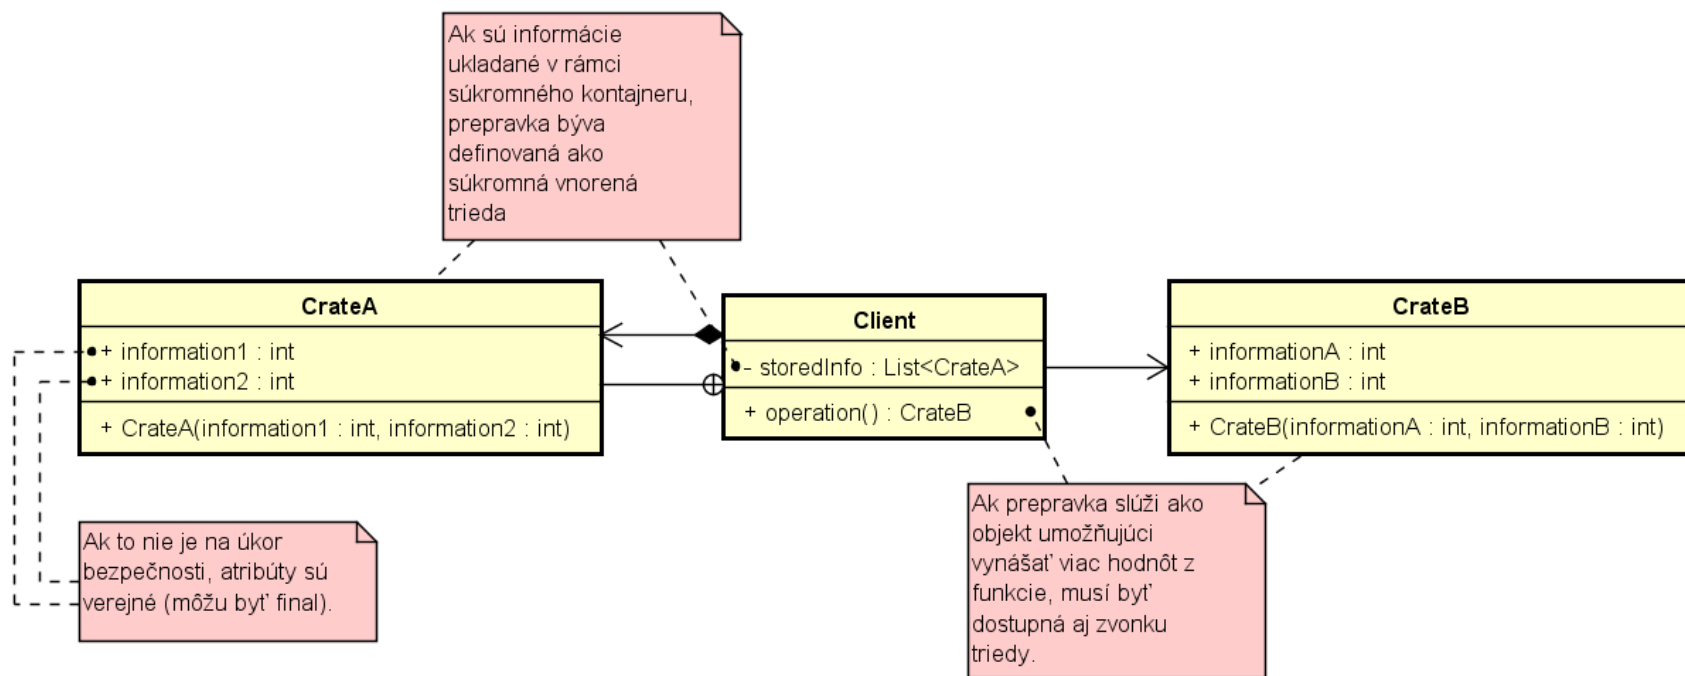 Ak sú informácie
ukladané v rámci
súkromného kontajneru,
prepravka býva
definovaná ako
súkromná vnorená
trieda
CrateA
+ information1 : int
+ information2 : int
+ CrateA(information1 : int, information2 : int)
Client
- storedInfo : List<CrateA>
+ operation() : CrateB
CrateB
+ informationA : int
+ informationB : int
+ CrateB(informationA : int, informationB : int)
Ak to nie je na úkor
bezpečnosti, atribúty sú
verejné (môžu byť final).
Ak prepravka slúži ako
objekt umožňujúci
vynášať viac hodnôt z
funkcie, musí byť
dostupná aj zvonku
triedy.